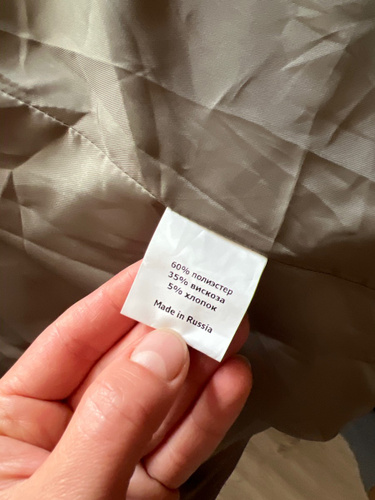 60% полиэстер
35% вискоза
5% хлопок
Made in Russia